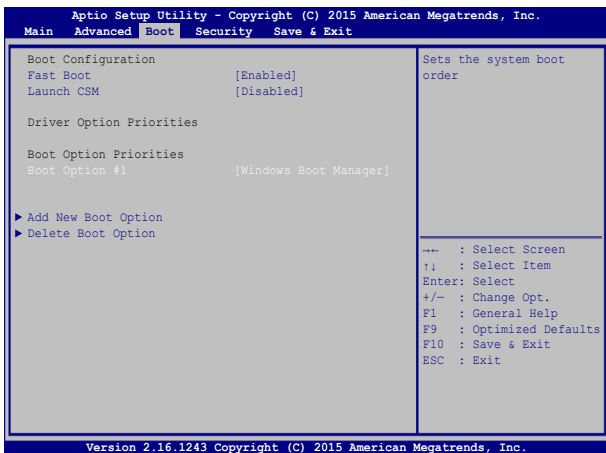 Aptio Setup Utility - Copyright (C) 2015 American Megatrends, Inc.
Main Advanced Boot Security Save & Exit
Boot Configuration
Fast Boot [Enabled]
Launch CSM [Disabled]
Driver Option Priorities
Boot Option Priorities
Boot Option #1 [Windows Boot Manager]
▶ Add New Boot Option
▶ Delete Boot Option
Sets the system boot
order
→← : Select Screen
↑↓ : Select Item
Enter: Select
+/— : Change Opt.
F1 : General Help
F9 : Optimized Defaults
F10 : Save & Exit
ESC : Exit
Version 2.16.1243 Copyright (C) 2015 American Megatrends, Inc.